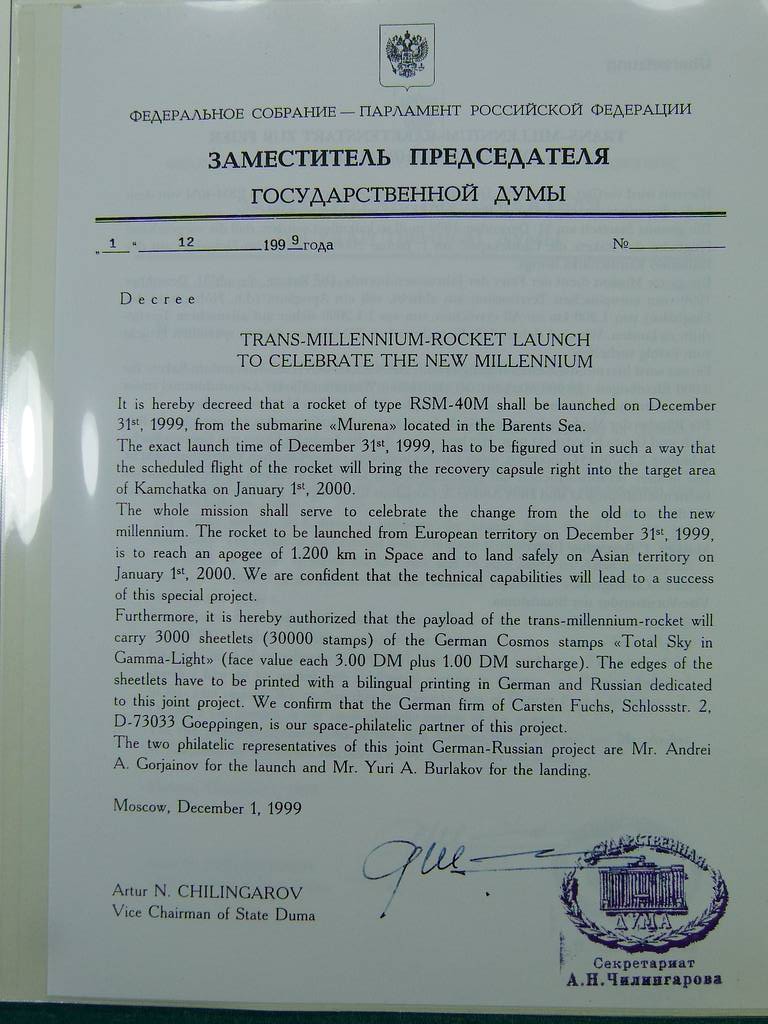 ФЕДЕРАЛЬНОЕ СОБРАНИЕ — ПАРЛАМЕНТ РОССИЙСКОЙ ФЕДЕРАЦИИ
ЗАМЕСТИТЕЛЬ ПРЕДСЕДАТЕЛЯ
ГОСУДАРСТВЕННОЙ ДУМЫ
„ 1 “ 12 1999 года №
Decree
TRANS-MILLENNIUM-ROCKET LAUNCH
TO CELEBRATE THE NEW MILLENNIUM
It is hereby decreed that a rocket of type RSM-40M shall be launched on December
31st, 1999, from the submarine «Murena» located in the Barents Sea.
The exact launch time of December 31st, 1999, has to be figured out in such a way that
the scheduled flight of the rocket will bring the recovery capsule right into the target area
of Kamchatka on January 1st, 2000.
The whole mission shall serve to celebrate the change from the old to the new
millennium. The rocket to be launched from European territory on December 31st, 1999,
is to reach an apogee of 1.200 km in Space and to land safely on Asian territory on
January 1st, 2000. We are confident that the technical capabilities will lead to a success
of this special project.
Furthermore, it is hereby authorized that the payload of the trans-millennium-rocket will
carry 3000 sheetlets (30000 stamps) of the German Cosmos stamps «Total Sky in
Gamma-Light» (face value each 3.00 DM plus 1.00 DM surcharge). The edges of the
sheetlets have to be printed with a bilingual printing in German and Russian dedicated
to this joint project. We confirm that the German firm of Carsten Fuchs, Schlossstr. 2,
D-73033 Goeppingen, is our space-philatelic partner of this project.
The two philatelic representatives of this joint German-Russian project are Mr. Andrei
A. Gorjainov for the launch and Mr. Yuri A. Burlakov for the landing.
Moscow, December 1, 1999
Artur N. CHILINGAROV
Vice Chairman of State Duma
ГОСУДАРСТВЕННАЯ
ДУМА
Секретариат
А.Н.Чилингарова